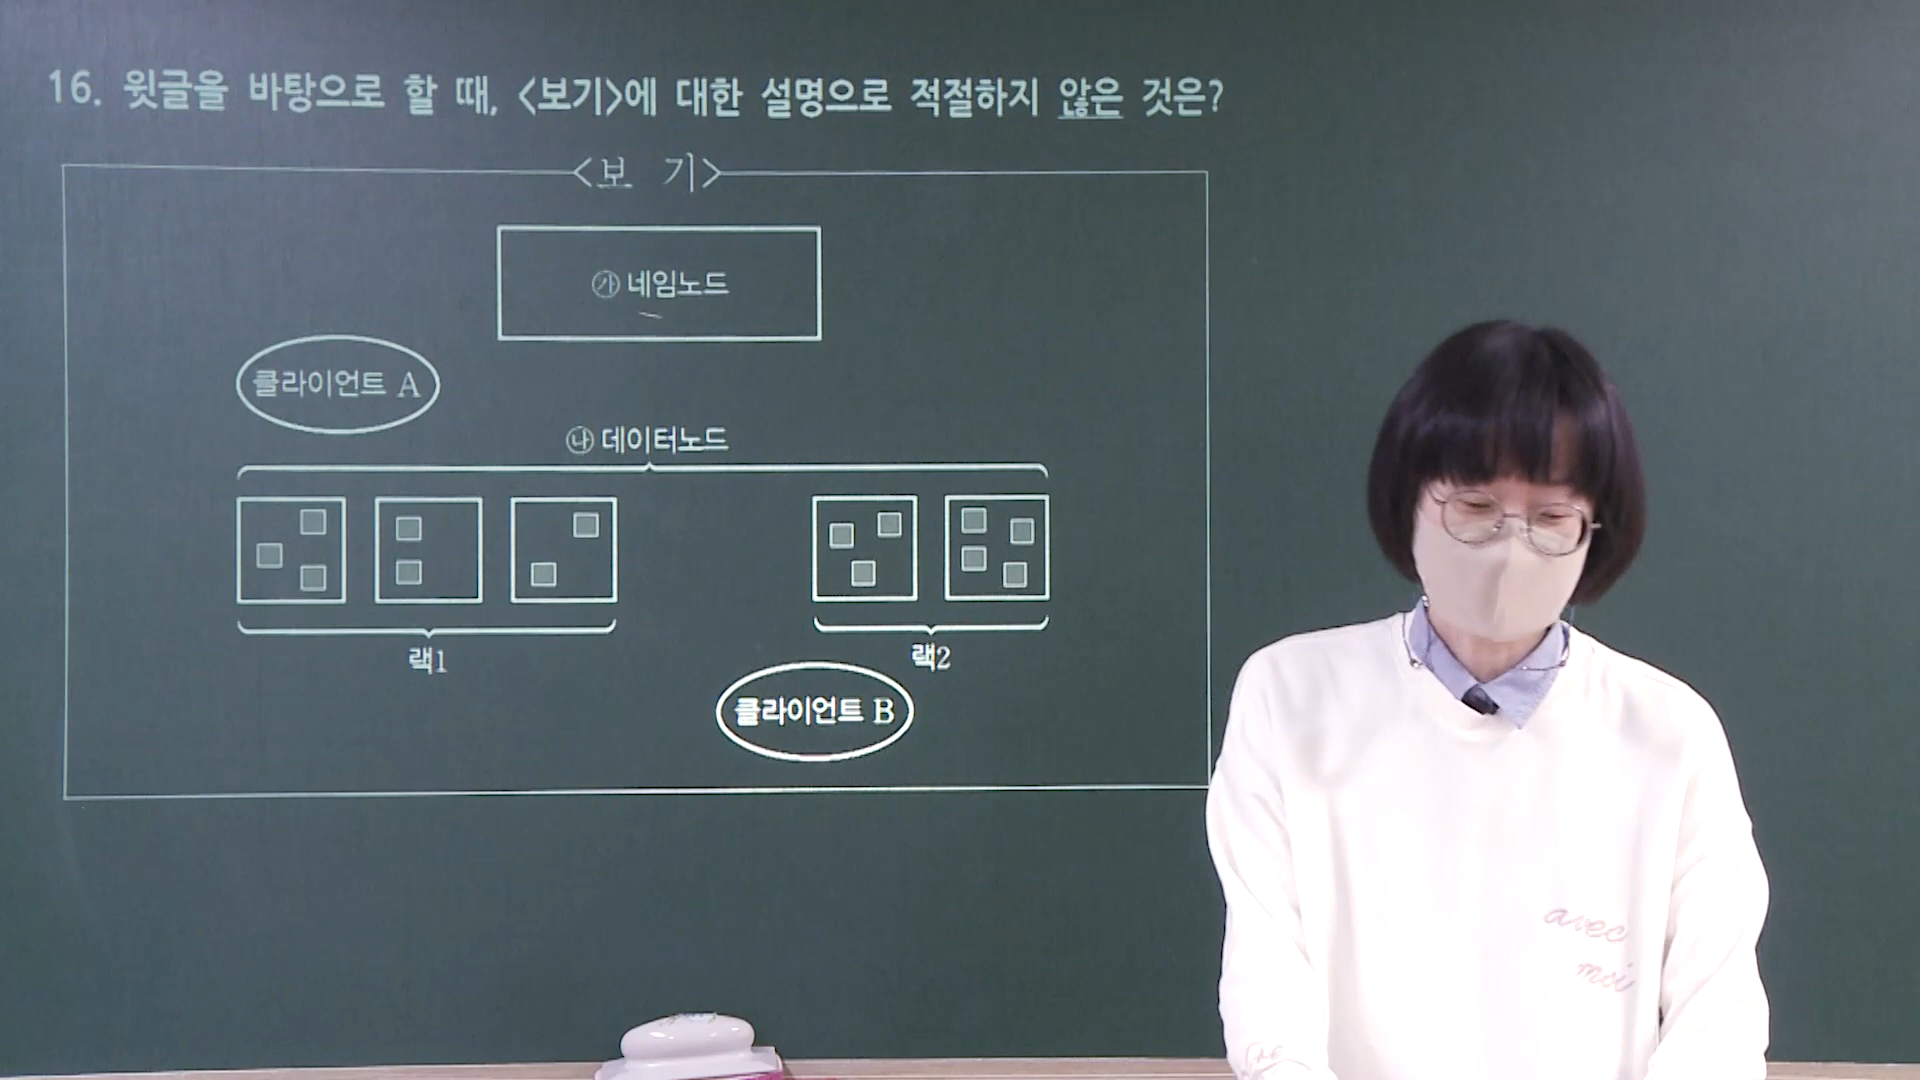 16. 윗글을 바탕으로 할 때, <보기>에 대한 설명으로 적절하지 않은 것은?
<보 기>
㉮ 네임노드
클라이언트 A
㉯ 데이터노드
랙1
랙2
클라이언트 B
avec
moi